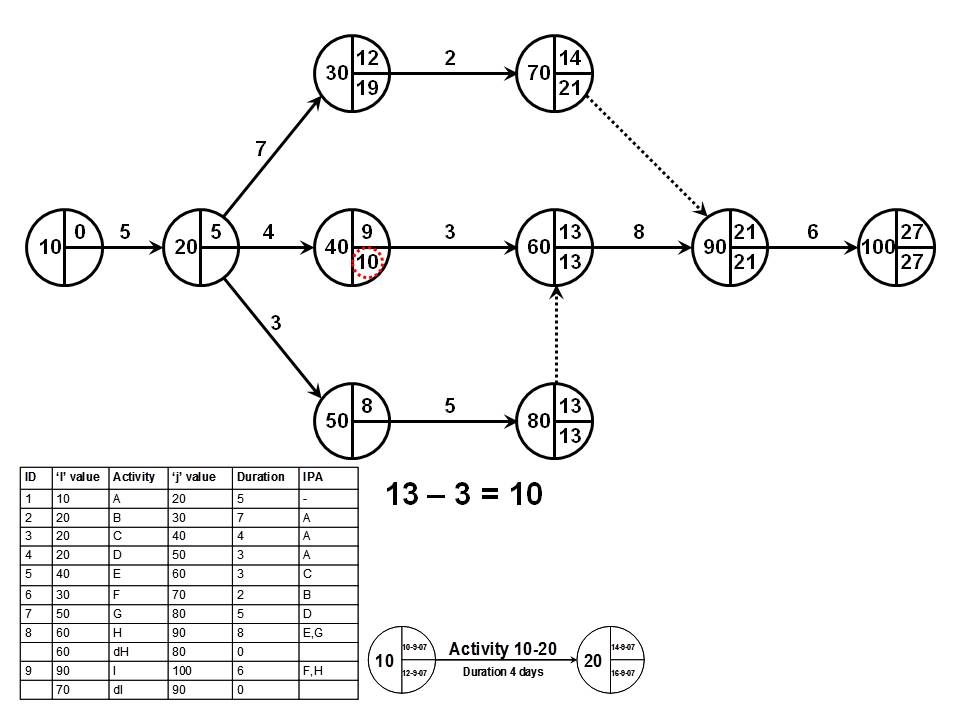 12
30
19
2
14
70
21
7
10
0
5
20
5
4
9
40
10
3
13
60
13
8
21
90
21
6
27
100
27
3
50
8
5
13
80
13
13 – 3 = 10
ID ‘I’ value Activity ‘j’ value Duration IPA
1 10 A 20 5 -
2 20 B 30 7 A
3 20 C 40 4 A
4 20 D 50 3 A
5 40 E 60 3 C
6 30 F 70 2 B
7 50 G 80 5 D
8 60 H 90 8 E,G
60 dH 80 0
9 90 I 100 6 F,H
70 dI 90 0
10
10-9-07
12-9-07
Activity 10-20
Duration 4 days
20
14-9-07
16-9-07